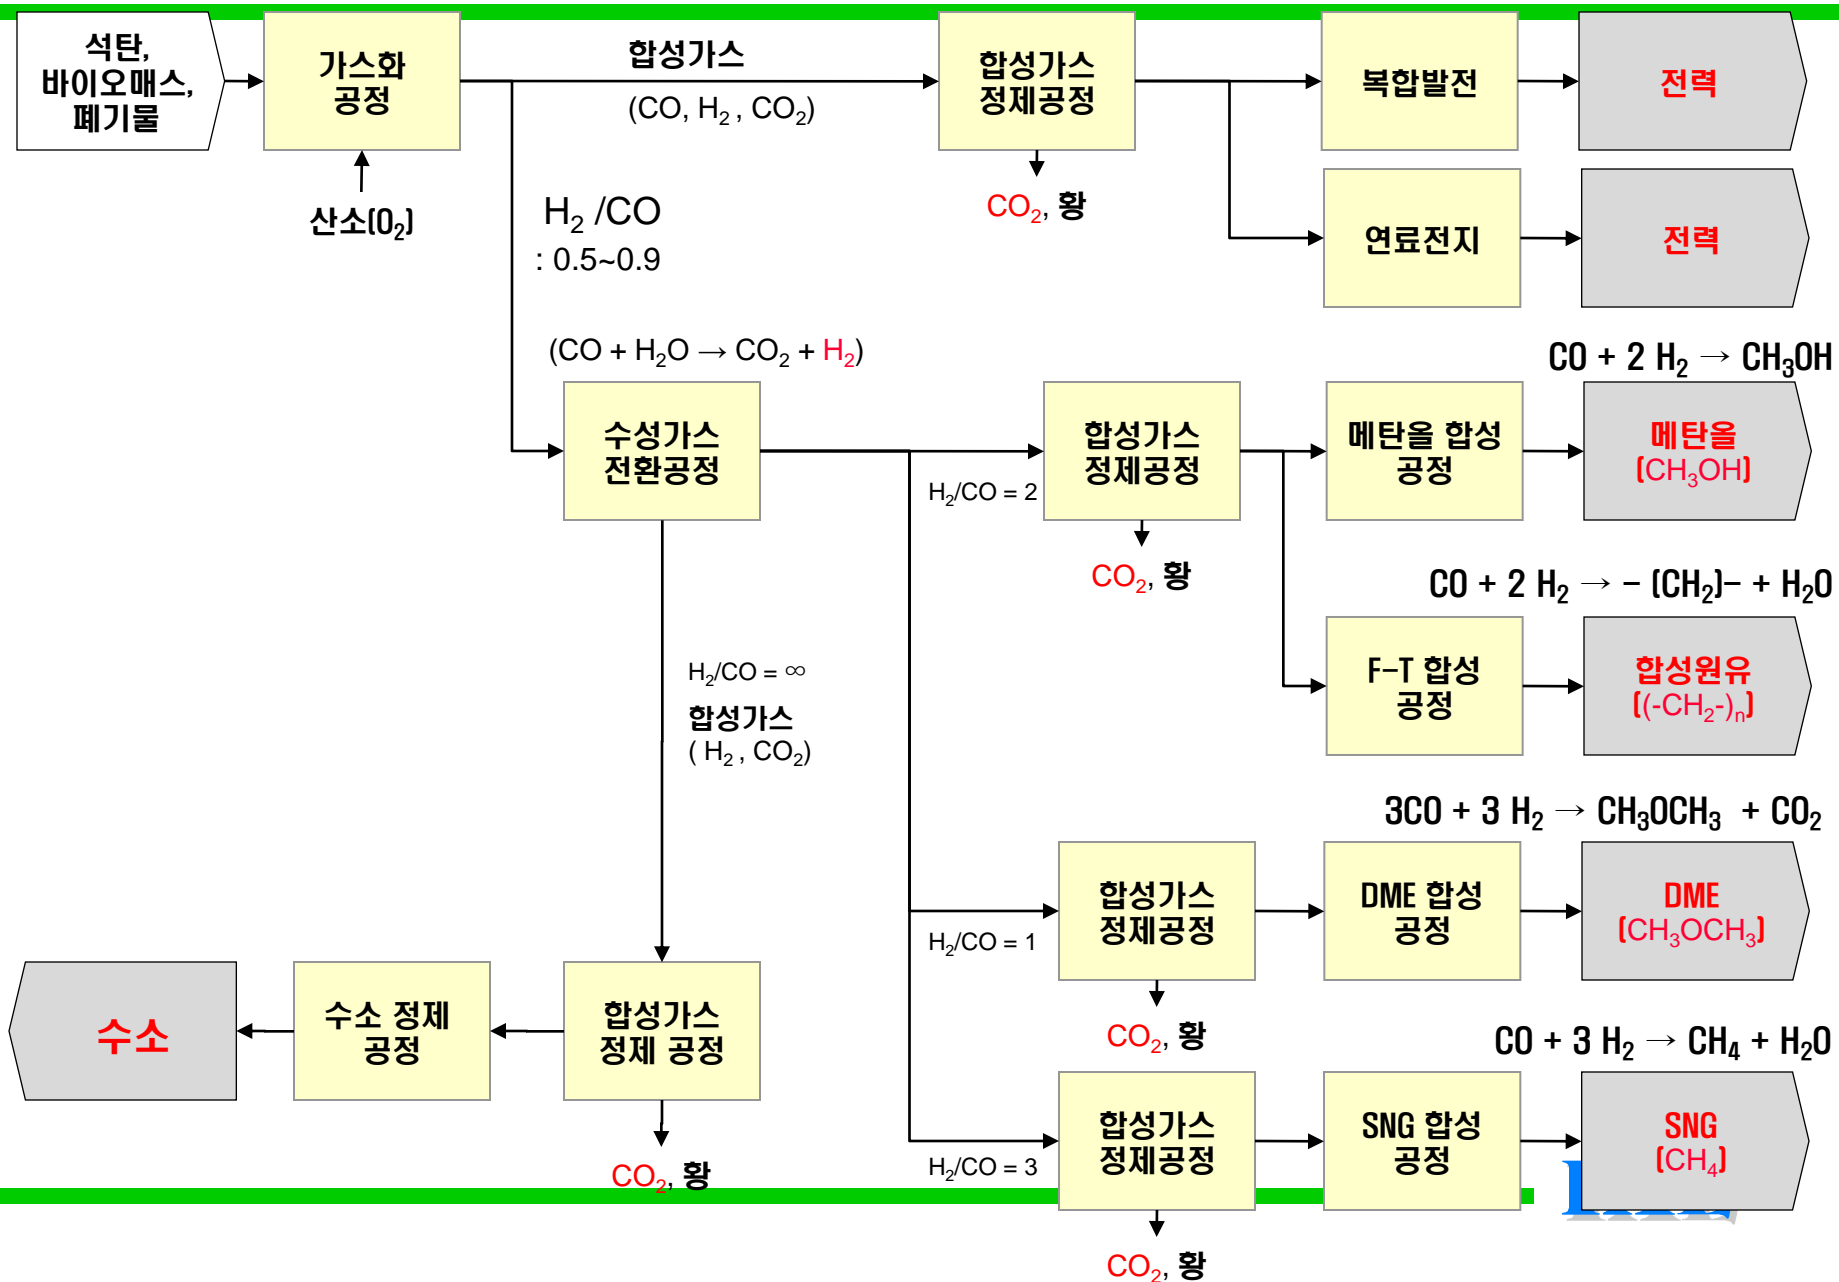 석탄,
바이오매스,
폐기물
가스화
공정
합성가스
(CO, H₂ , CO₂)
합성가스
정제공정
복합발전
전력
산소(O₂)
CO₂, 황
H₂ /CO
: 0.5~0.9
연료전지
전력
(CO + H₂O → CO₂ + H₂)
CO + 2 H₂ → CH₃OH
수성가스
전환공정
H₂/CO = 2
합성가스
정제공정
메탄올 합성
공정
메탄올
(CH₃OH)
CO₂, 황
CO + 2 H₂ → – (CH₂)– + H₂O
F–T 합성
공정
합성원유
((-CH₂-)ₙ)
H₂/CO = ∞
합성가스
( H₂ , CO₂)
3CO + 3 H₂ → CH₃OCH₃ + CO₂
H₂/CO = 1
합성가스
정제공정
DME 합성
공정
DME
(CH₃OCH₃)
CO₂, 황
수소
수소 정제
공정
합성가스
정제 공정
CO₂, 황
CO + 3 H₂ → CH₄ + H₂O
H₂/CO = 3
합성가스
정제공정
SNG 합성
공정
SNG
(CH₄)
CO₂, 황